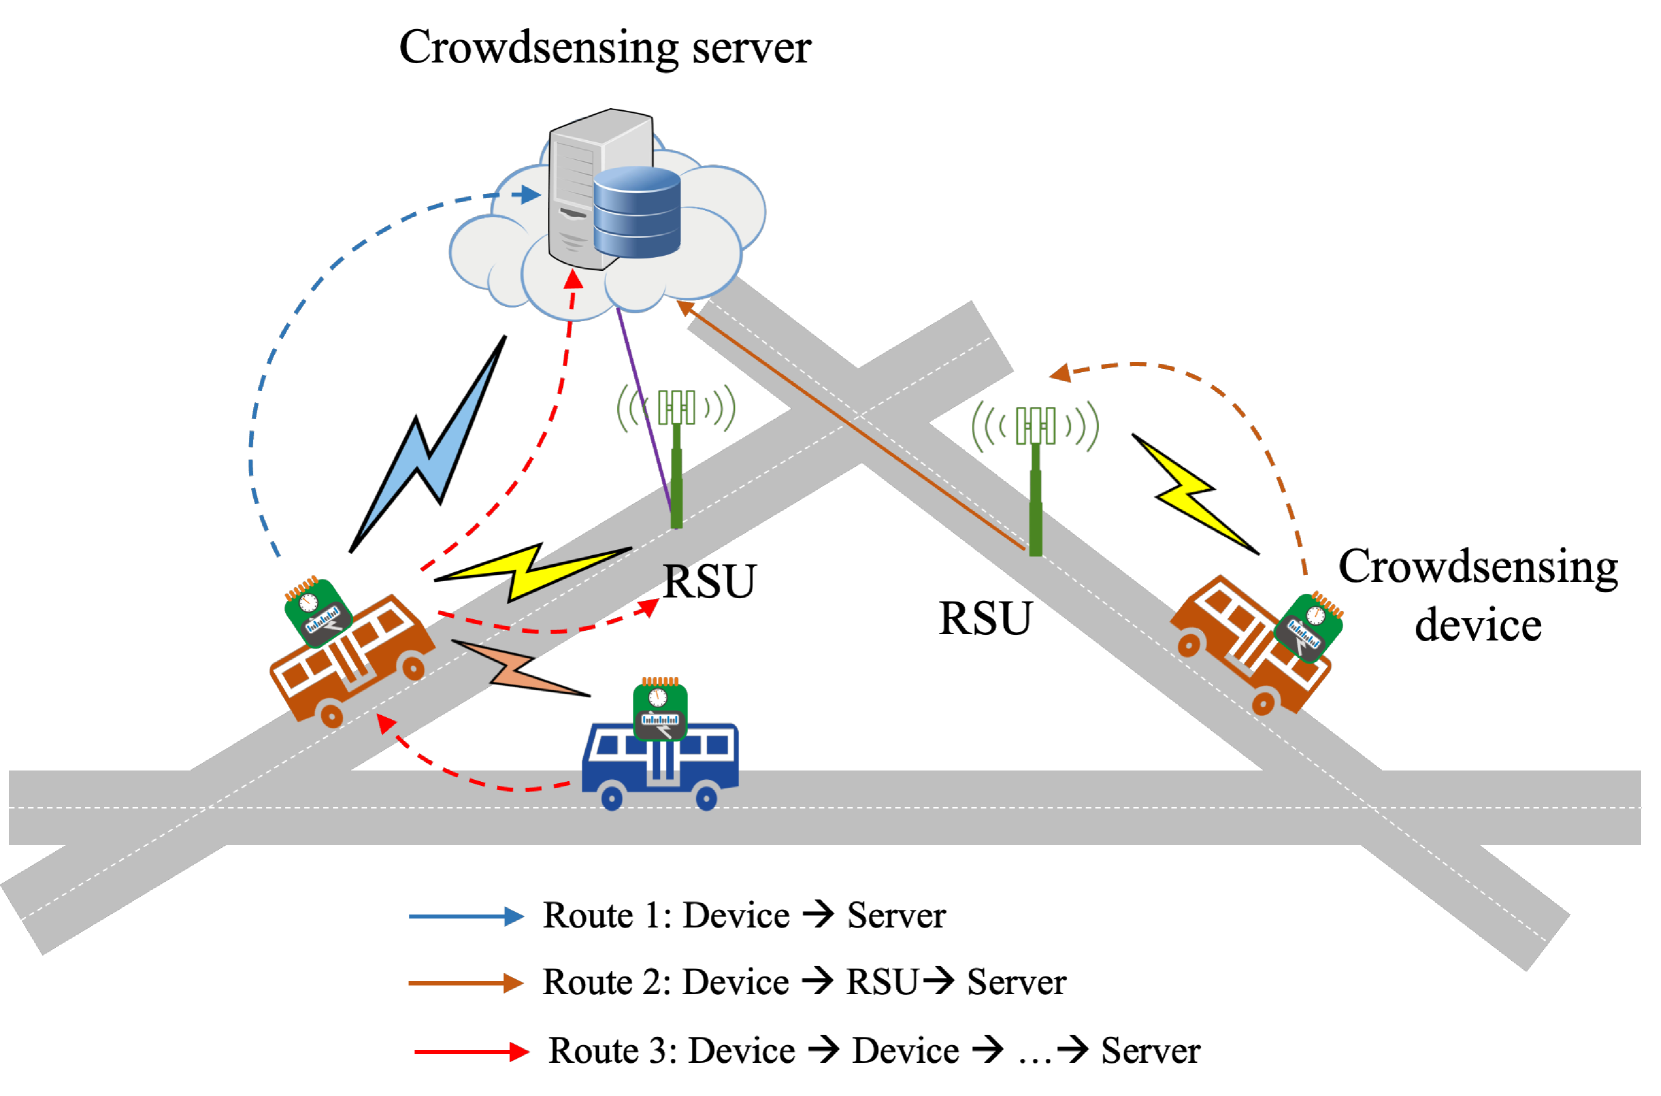 Crowdsensing server
RSU
RSU
Crowdsensing
device
Route 1: Device → Server
Route 2: Device → RSU→ Server
Route 3: Device → Device → …→ Server